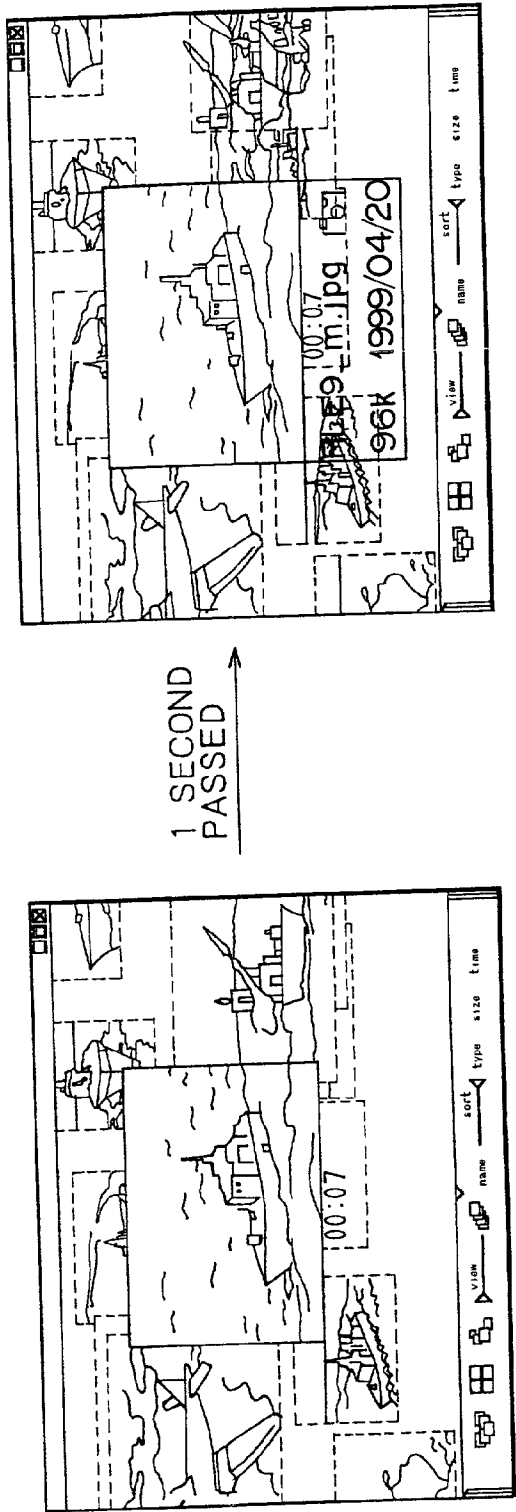 00:07
view
name
sort
type
size
time
1 SECOND
PASSED
00:07
9_m.jpg
96k 1999/04/20
view
name
sort
type
size
time